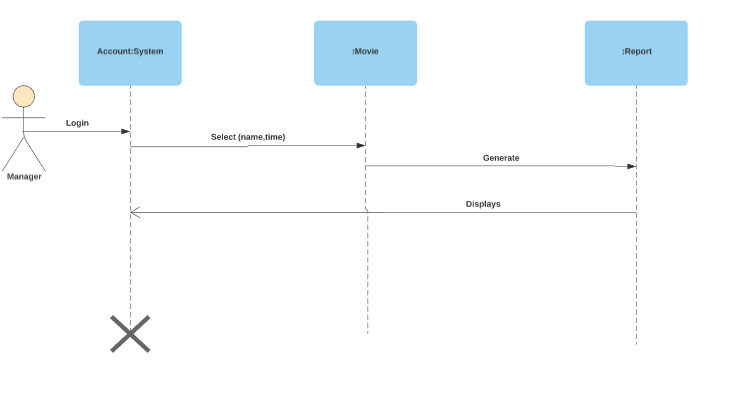 Account:System
:Movie
:Report
Login
Select (name,time)
Generate
Manager
Displays